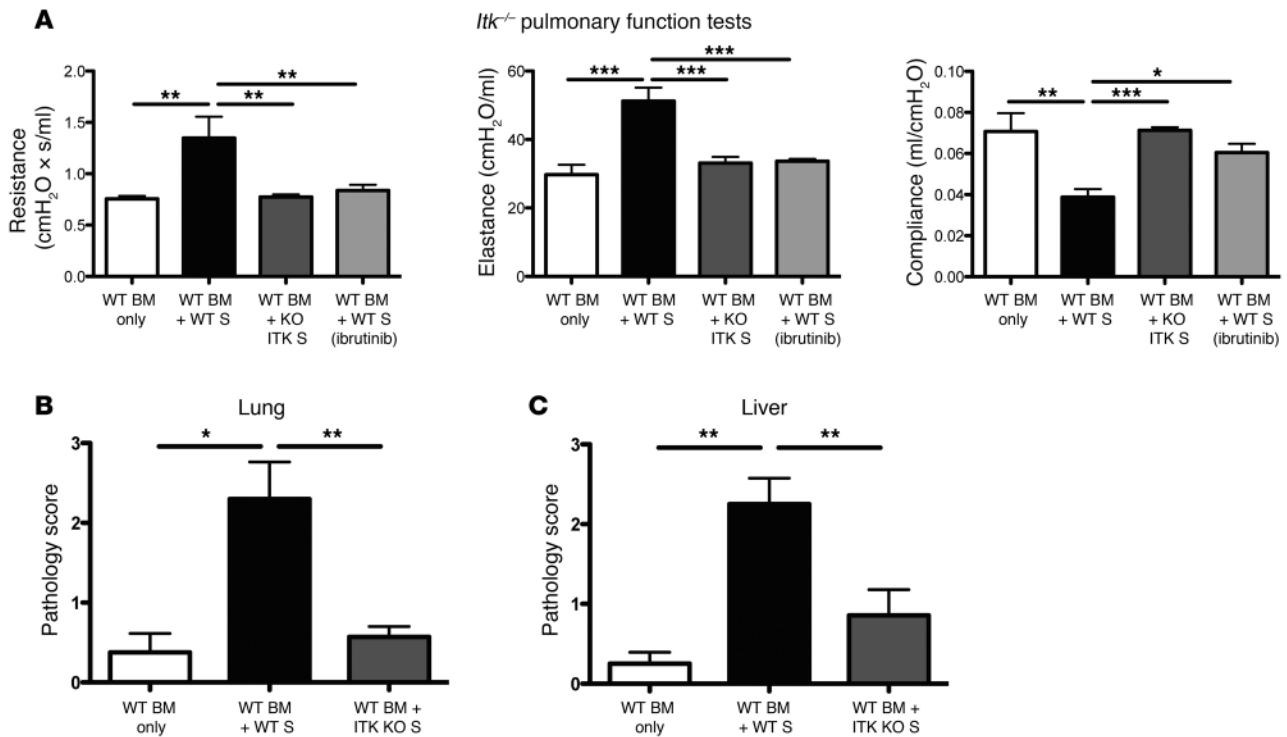 A
Itk−/− pulmonary function tests
Resistance
(cmH2O × s/ml)
2.0
1.5
1.0
0.5
0.0
**
**
**
WT BM
only
WT BM
+ WT S
WT BM
+ KO
ITK S
WT BM
+ WT S
(ibrutinib)
Elastance (cmH2O/ml)
60
40
20
0
***
***
***
WT BM
only
WT BM
+ WT S
WT BM
+ KO
ITK S
WT BM
+ WT S
(ibrutinib)
Compliance (ml/cmH2O)
0.10
0.08
0.06
0.04
0.02
0.00
*
**
***
WT BM
only
WT BM
+ WT S
WT BM
+ KO
ITK S
WT BM
+ WT S
(ibrutinib)
B
Lung
Pathology score
3
2
1
0
*
**
WT BM
only
WT BM
+ WT S
WT BM +
ITK KO S
C
Liver
Pathology score
3
2
1
0
**
**
WT BM
only
WT BM
+ WT S
WT BM +
ITK KO S